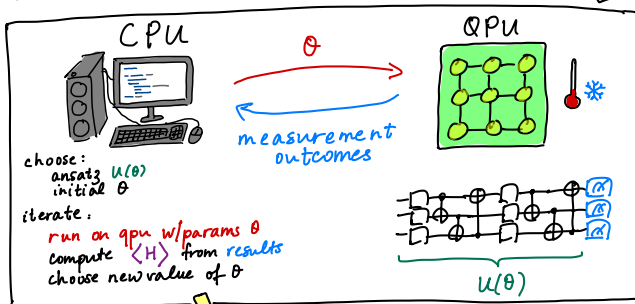 CPU
QPU
θ
measurement
outcomes
choose:
ansatz U(θ)
initial θ
iterate:
run on qpu w/params θ
compute ⟨H⟩ from results
choose new value of θ
U(θ)